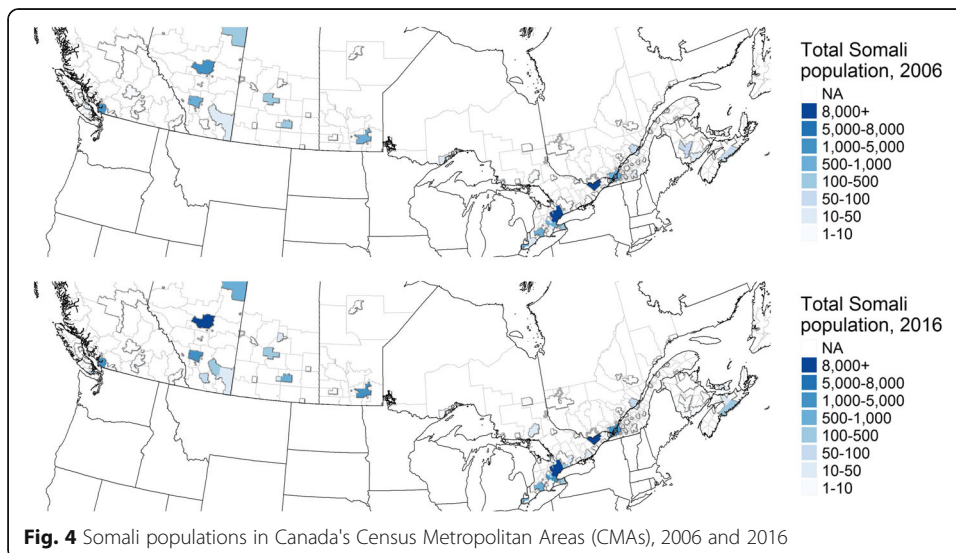 Total Somali
population, 2006
NA
8,000+
5,000-8,000
1,000-5,000
500-1,000
100-500
50-100
10-50
1-10
Total Somali
population, 2016
NA
8,000+
5,000-8,000
1,000-5,000
500-1,000
100-500
50-100
10-50
1-10
Fig. 4 Somali populations in Canada's Census Metropolitan Areas (CMAs), 2006 and 2016